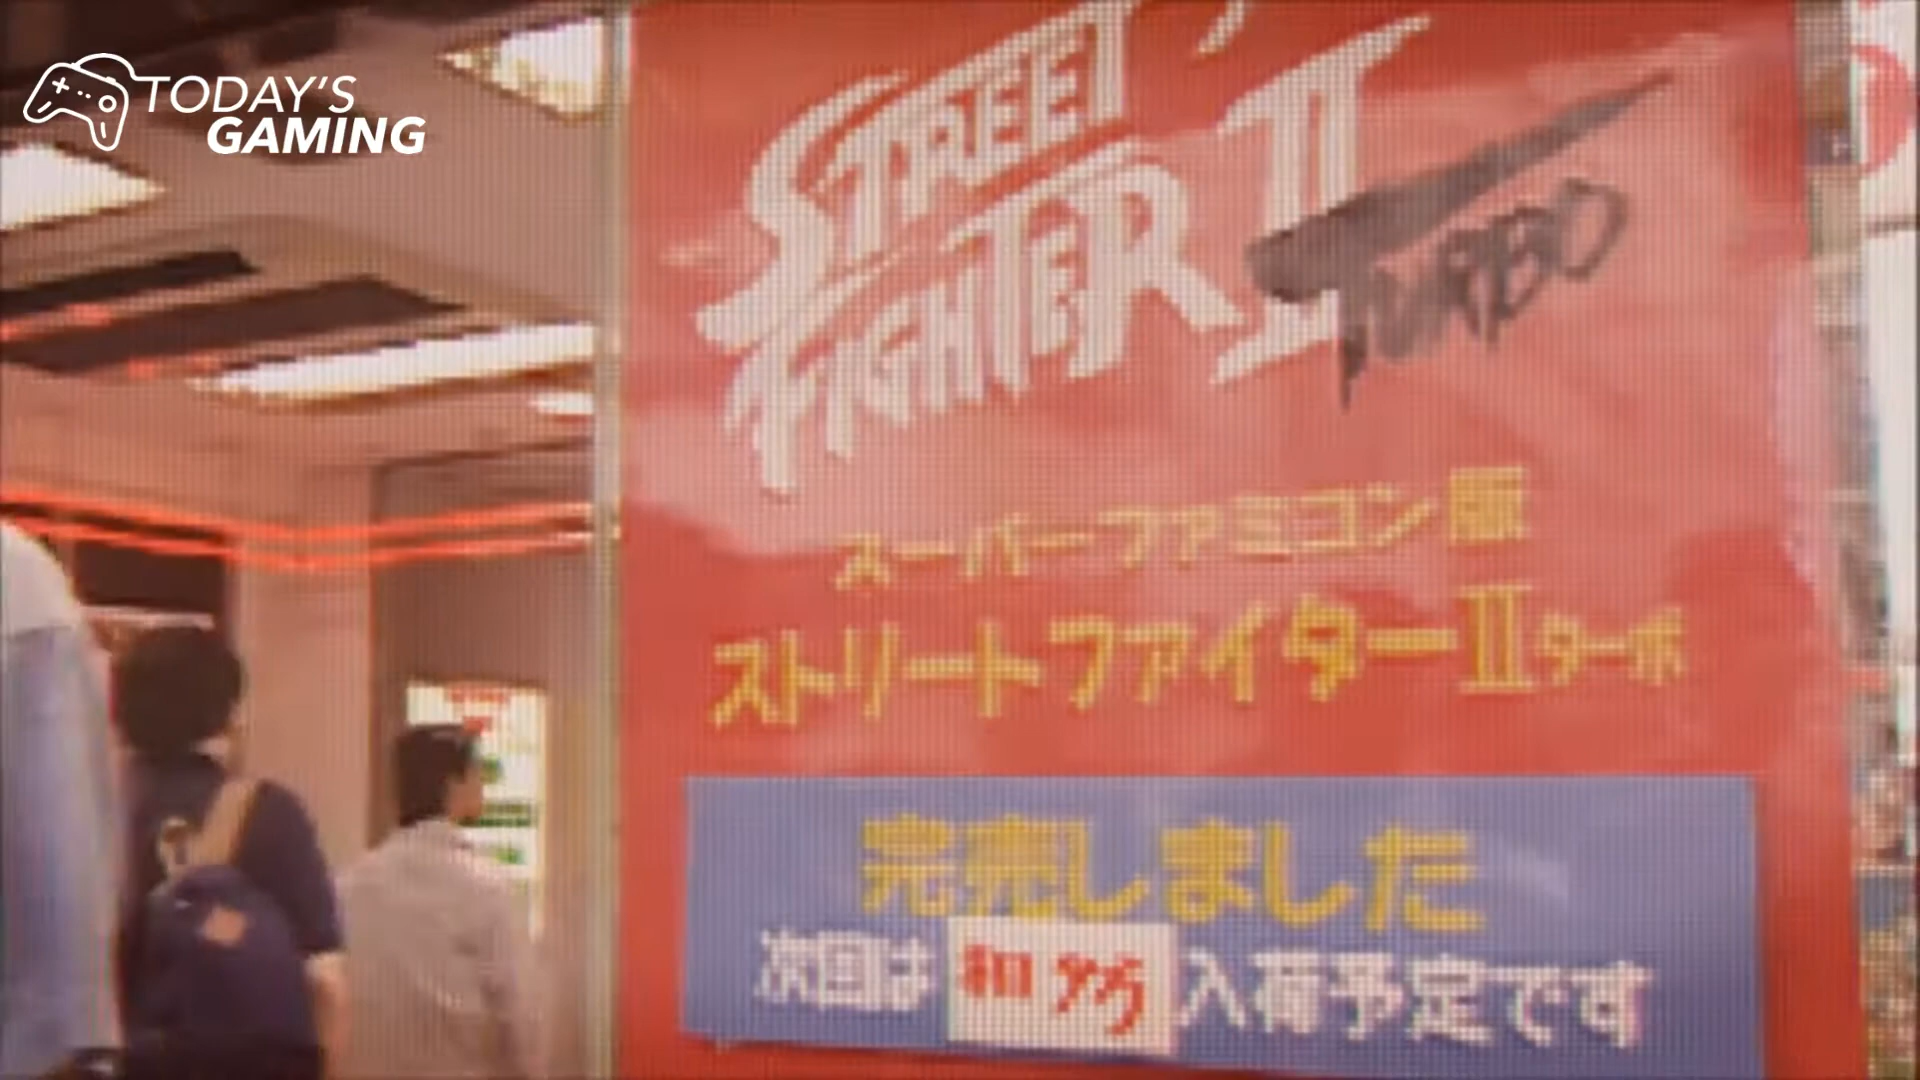 TODAY'S
GAMING
STREET
FIGHTER II
TURBO
スーパーファミコン版
ストリートファイターIIターボ
完売しました
次回は
入荷予定です